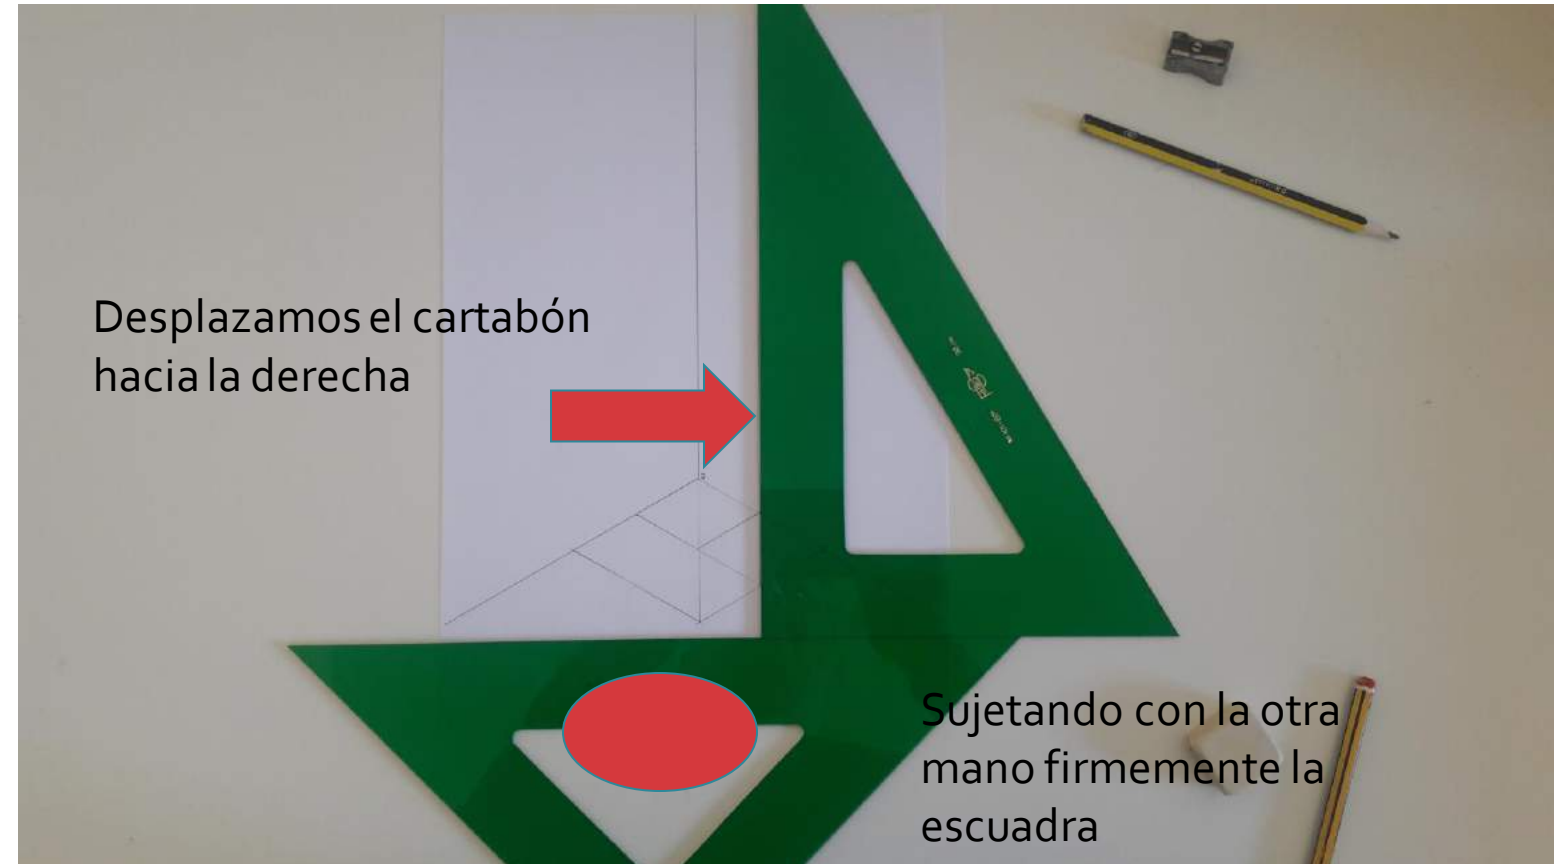 Desplazamos el cartabón
hacia la derecha
Sujetando con la otra
mano firmemente la
escuadra